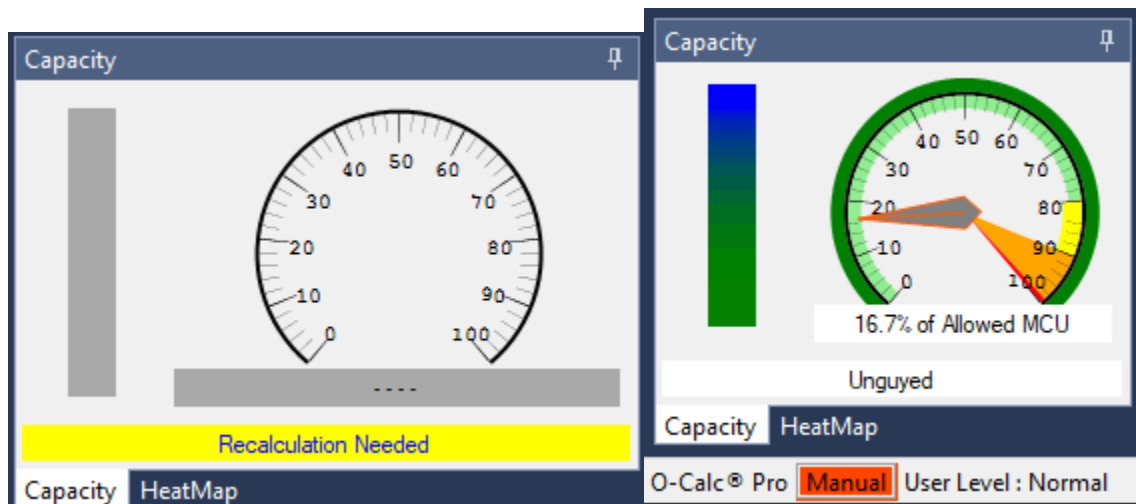 Capacity
50
40 60
30 70
20 80
10 90
0 100
----
Recalculation Needed
Capacity HeatMap
Capacity
50
40 60
30 70
20 80
10 90
0 100
16.7% of Allowed MCU
Unguyed
Capacity HeatMap
O-Calc® Pro Manual User Level : Normal